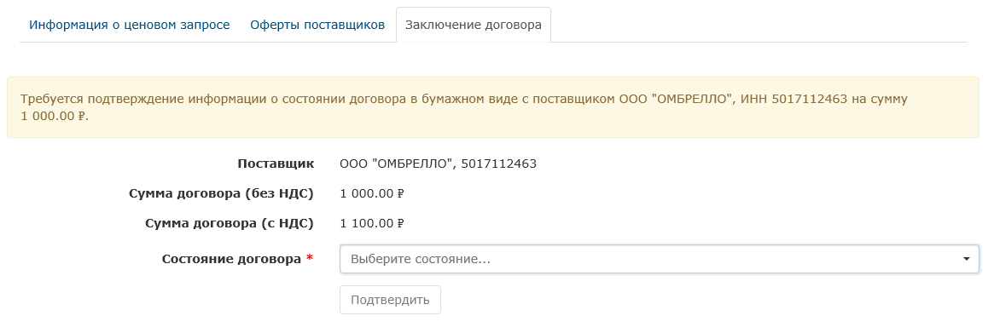 Информация о ценовом запросе Оферты поставщиков Заключение договора
Требуется подтверждение информации о состоянии договора в бумажном виде с поставщиком ООО "ОМБРЕЛЛО", ИНН 5017112463 на сумму
1 000.00 ₽.
Поставщик ООО "ОМБРЕЛЛО", 5017112463
Сумма договора (без НДС) 1 000.00 ₽
Сумма договора (с НДС) 1 100.00 ₽
Состояние договора * Выберите состояние...
Подтвердить